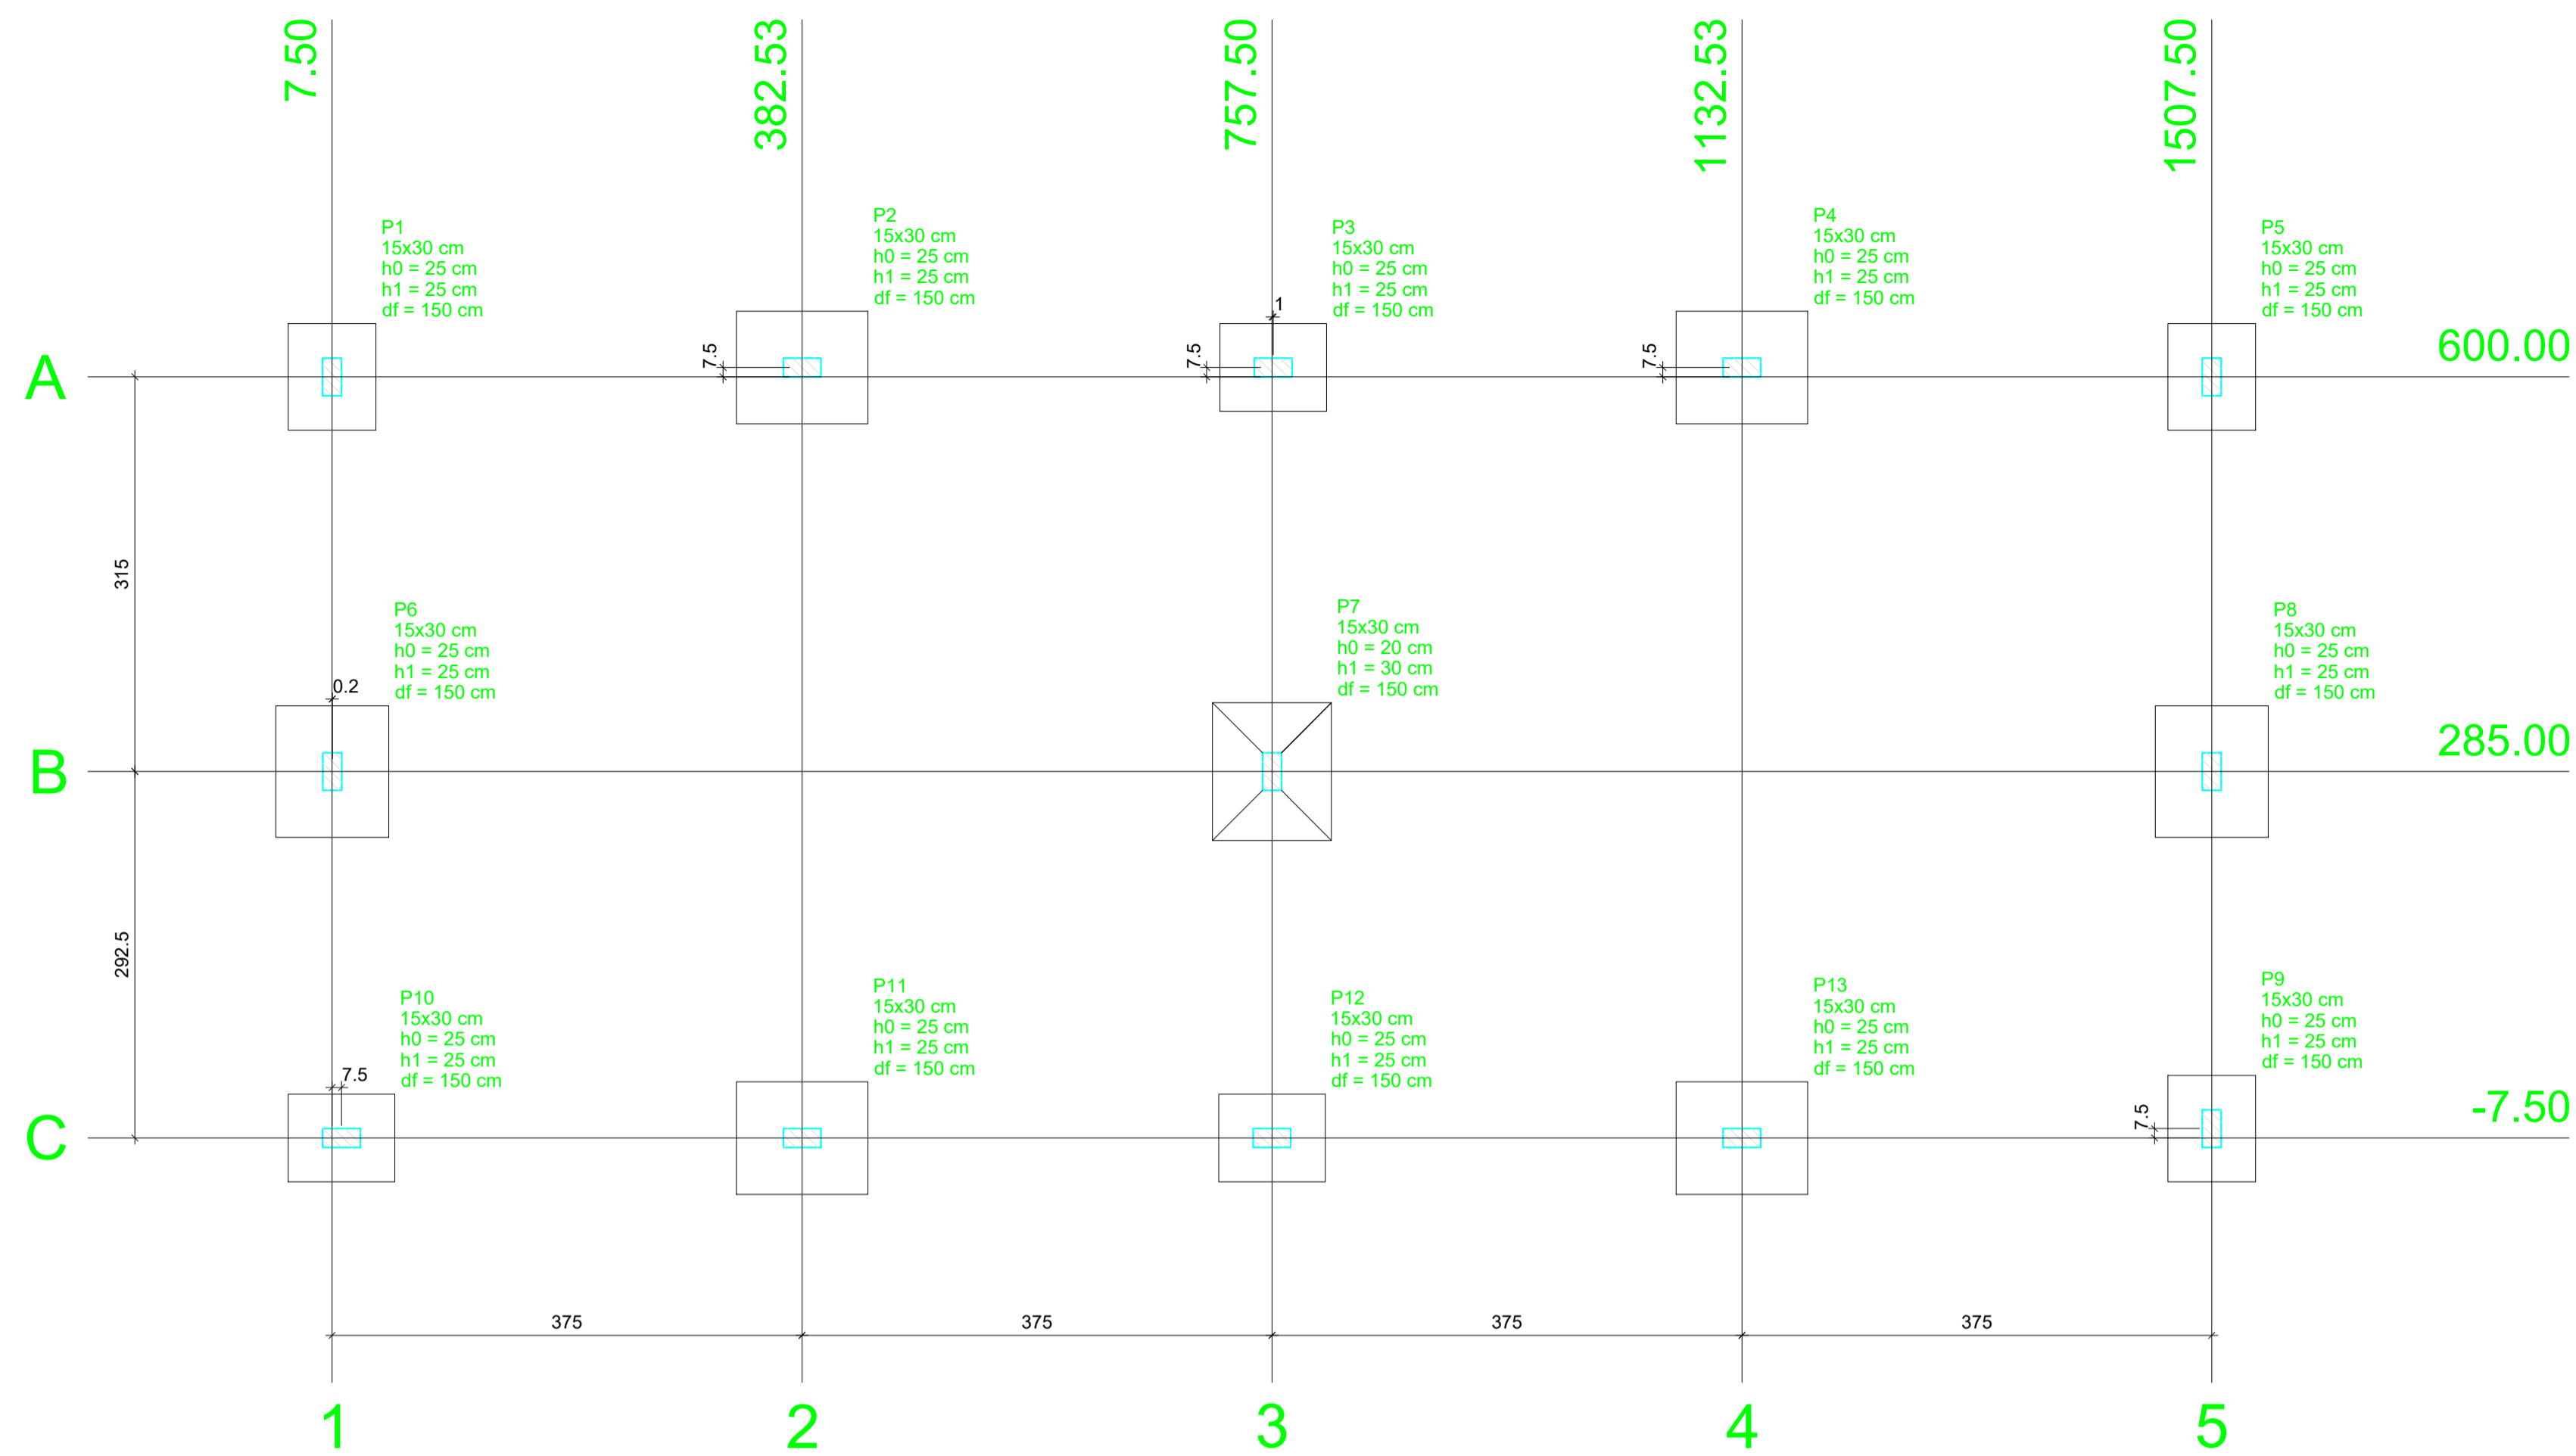 7.50
382.53
757.50
1132.53
1507.50
P1
15x30 cm
h0 = 25 cm
h1 = 25 cm
df = 150 cm
P2
15x30 cm
h0 = 25 cm
h1 = 25 cm
df = 150 cm
P3
15x30 cm
h0 = 25 cm
h1 = 25 cm
df = 150 cm
P4
15x30 cm
h0 = 25 cm
h1 = 25 cm
df = 150 cm
P5
15x30 cm
h0 = 25 cm
h1 = 25 cm
df = 150 cm
1
7.5
7.5
7.5
A
600.00
315
P6
15x30 cm
h0 = 25 cm
h1 = 25 cm
df = 150 cm
0.2
P7
15x30 cm
h0 = 20 cm
h1 = 30 cm
df = 150 cm
P8
15x30 cm
h0 = 25 cm
h1 = 25 cm
df = 150 cm
B
285.00
292.5
P10
15x30 cm
h0 = 25 cm
h1 = 25 cm
df = 150 cm
7.5
P11
15x30 cm
h0 = 25 cm
h1 = 25 cm
df = 150 cm
P12
15x30 cm
h0 = 25 cm
h1 = 25 cm
df = 150 cm
P13
15x30 cm
h0 = 25 cm
h1 = 25 cm
df = 150 cm
P9
15x30 cm
h0 = 25 cm
h1 = 25 cm
df = 150 cm
7.5
C
-7.50
375
375
375
375
1
2
3
4
5